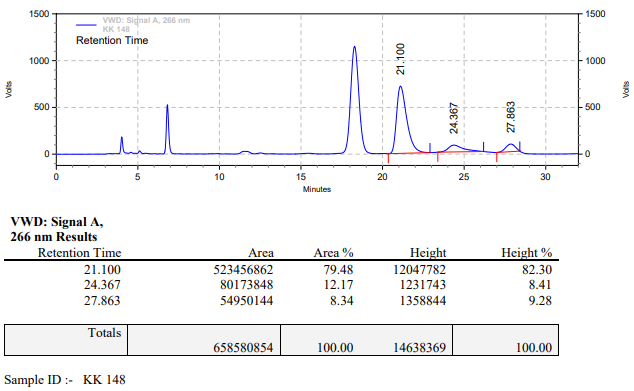 1500
1500
VWD: Signal A, 266 nm
KK 148
Retention Time
21.100
1000
1000
Volts
Volts
24.367
27.863
500
500
0
0
0
5
10
15
20
25
30
Minutes
VWD: Signal A,
266 nm Results
Retention Time Area Area % Height Height %
21.100 523456862 79.48 12047782 82.30
24.367 80173848 12.17 1231743 8.41
27.863 54950144 8.34 1358844 9.28
Totals
658580854 100.00 14638369 100.00
Sample ID :- KK 148